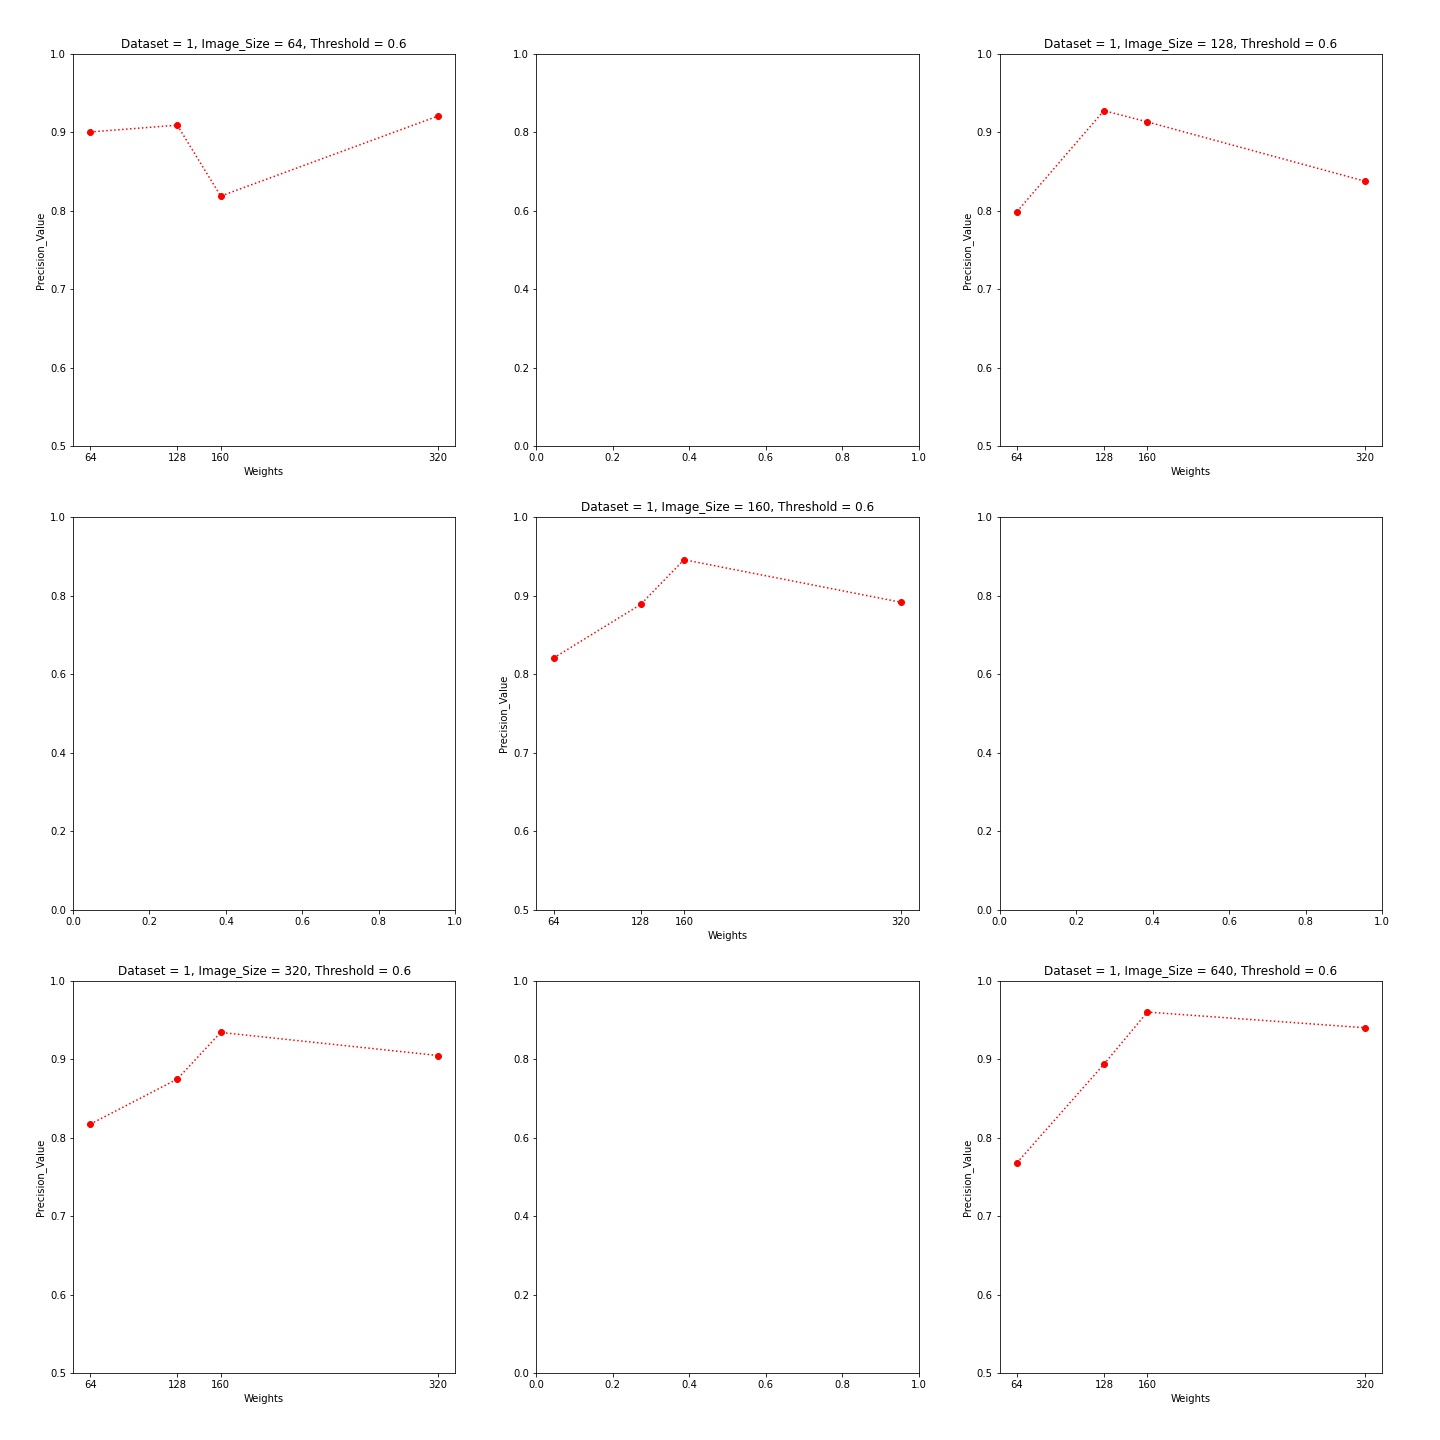 Dataset = 1, Image_Size = 64, Threshold = 0.6
1.0
0.9
0.8
0.7
0.6
0.5
Precision_Value
64 128 160 320
Weights
1.0
0.8
0.6
0.4
0.2
0.0
0.0 0.2 0.4 0.6 0.8 1.0
Dataset = 1, Image_Size = 128, Threshold = 0.6
1.0
0.9
0.8
0.7
0.6
0.5
Precision_Value
64 128 160 320
Weights
1.0
0.8
0.6
0.4
0.2
0.0
0.0 0.2 0.4 0.6 0.8 1.0
Dataset = 1, Image_Size = 160, Threshold = 0.6
1.0
0.9
0.8
0.7
0.6
0.5
Precision_Value
64 128 160 320
Weights
1.0
0.8
0.6
0.4
0.2
0.0
0.0 0.2 0.4 0.6 0.8 1.0
Dataset = 1, Image_Size = 320, Threshold = 0.6
1.0
0.9
0.8
0.7
0.6
0.5
Precision_Value
64 128 160 320
Weights
1.0
0.8
0.6
0.4
0.2
0.0
0.0 0.2 0.4 0.6 0.8 1.0
Dataset = 1, Image_Size = 640, Threshold = 0.6
1.0
0.9
0.8
0.7
0.6
0.5
Precision_Value
64 128 160 320
Weights